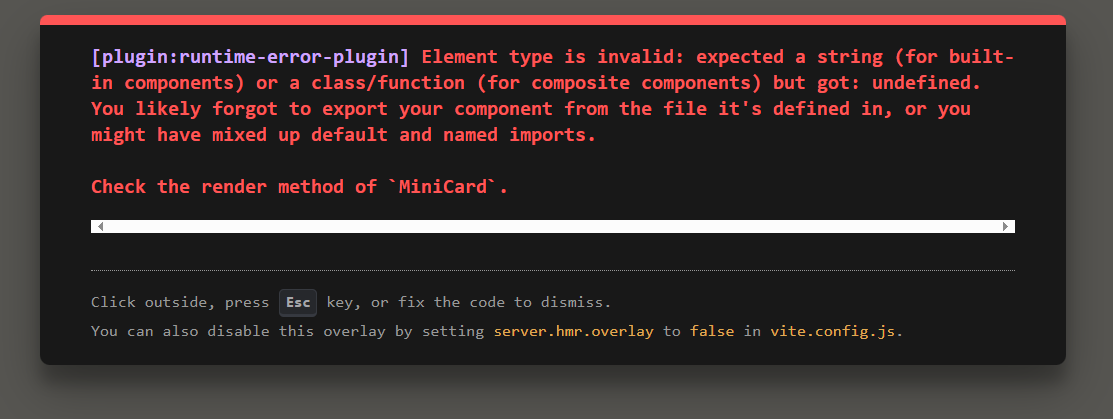 [plugin:runtime-error-plugin] Element type is invalid: expected a string (for built-
in components) or a class/function (for composite components) but got: undefined.
You likely forgot to export your component from the file it's defined in, or you
might have mixed up default and named imports.
Check the render method of `MiniCard`.
Click outside, press Esc key, or fix the code to dismiss.
You can also disable this overlay by setting server.hmr.overlay to false in vite.config.js.